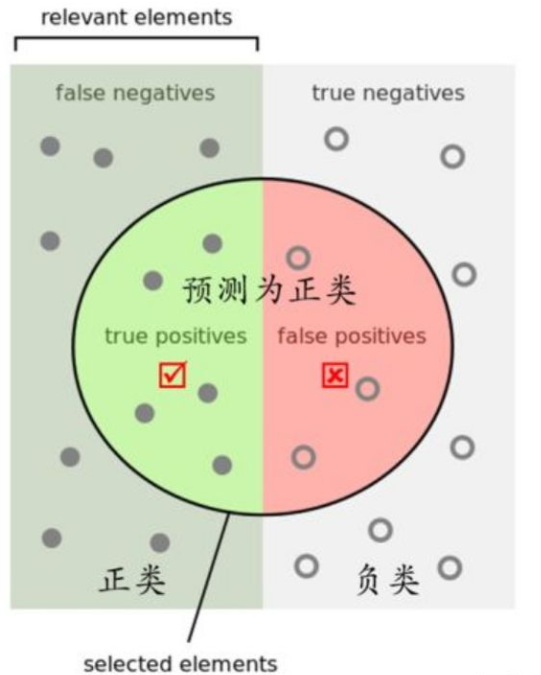 relevant elements
false negatives
true negatives
预测为正类
true positives
false positives
正类
负类
selected elements